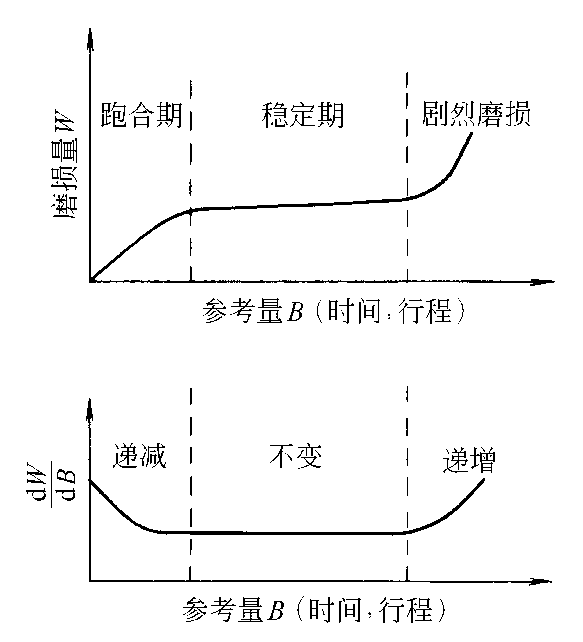 跑合期 稳定期 剧烈磨损
磨损量W
参考量B (时间,行程)
递减 不变 递增
dW
dB
参考量B (时间,行程)